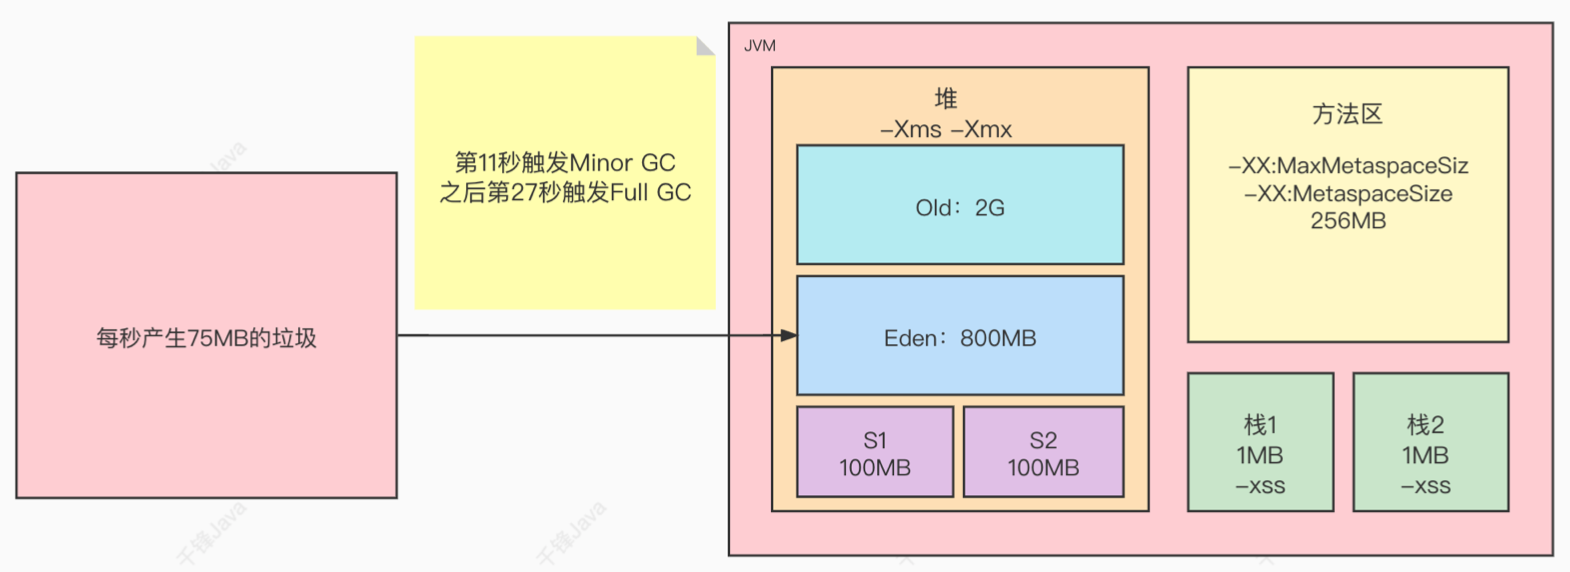 每秒产生75MB的垃圾
第11秒触发Minor GC
之后第27秒触发Full GC
JVM
堆
-Xms -Xmx
Old：2G
Eden：800MB
S1
100MB
S2
100MB
方法区
-XX:MaxMetaspaceSiz
-XX:MetaspaceSize
256MB
栈1
1MB
-xss
栈2
1MB
-xss
千锋Java
千锋Java
Java